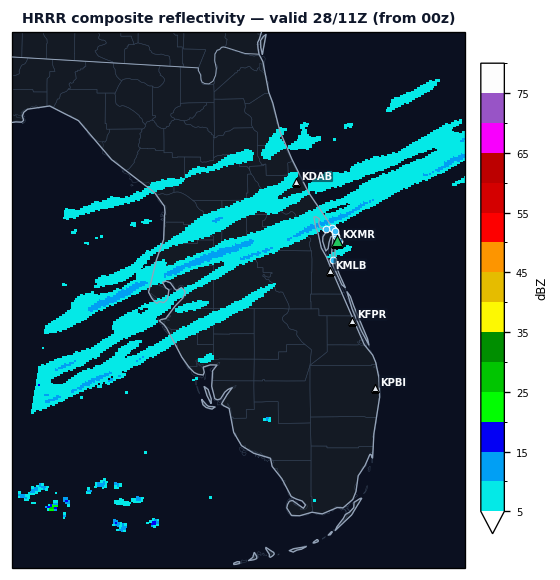 HRRR composite reflectivity — valid 28/11Z (from 00z)
KDAB
KXMR
KMLB
KFPR
KPBI
75
65
55
45
35
25
15
5
dBZ